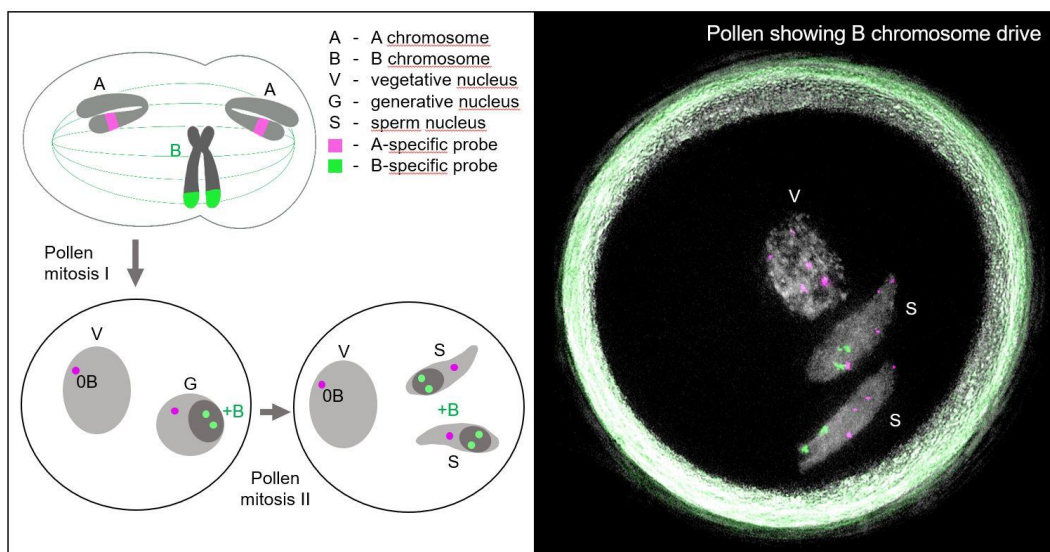 A - A chromosome
B - B chromosome
V - vegetative nucleus
G - generative nucleus
S - sperm nucleus
- A-specific probe
- B-specific probe
A
A
B
Pollen
mitosis I
V
0B
G
+B
Pollen
mitosis II
V
0B
S
+B
S
Pollen showing B chromosome drive
V
S
S